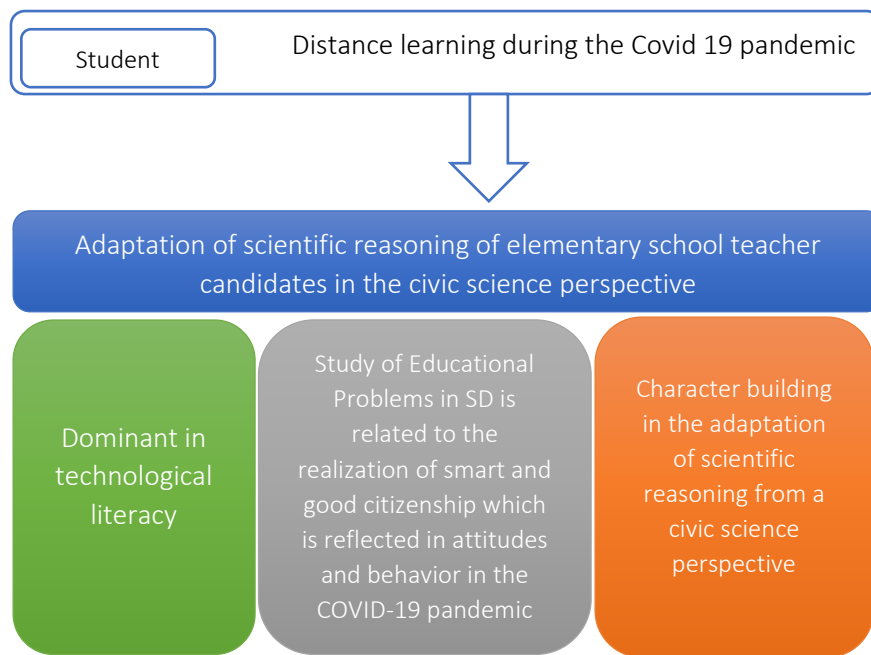 Student
Distance learning during the Covid 19 pandemic
Adaptation of scientific reasoning of elementary school teacher
candidates in the civic science perspective
Dominant in
technological
literacy
Study of Educational
Problems in SD is
related to the
realization of smart and
good citizenship which
is reflected in attitudes
and behavior in the
COVID-19 pandemic
Character building
in the adaptation
of scientific
reasoning from a
civic science
perspective